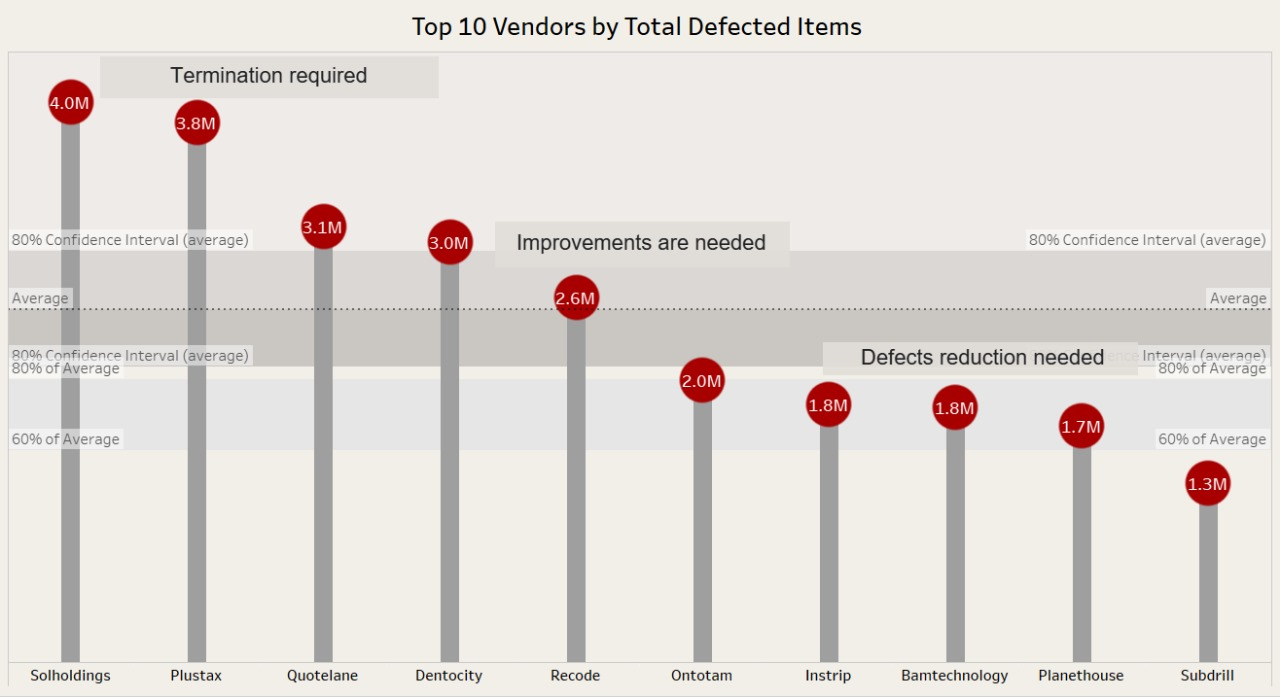 Top 10 Vendors by Total Defected Items
Termination required
4.0M
3.8M
3.1M
3.0M
Improvements are needed
80% Confidence Interval (average)
80% Confidence Interval (average)
2.6M
Average
Average
80% Confidence Interval (average)
Defects reduction needed
Interval (average)
80% of Average
80% of Average
2.0M
1.8M
1.8M
1.7M
60% of Average
60% of Average
1.3M
Solholdings
Plustax
Quotelane
Dentocity
Recode
Ontotam
Instrip
Bamtechnology
Planethouse
Subdrill